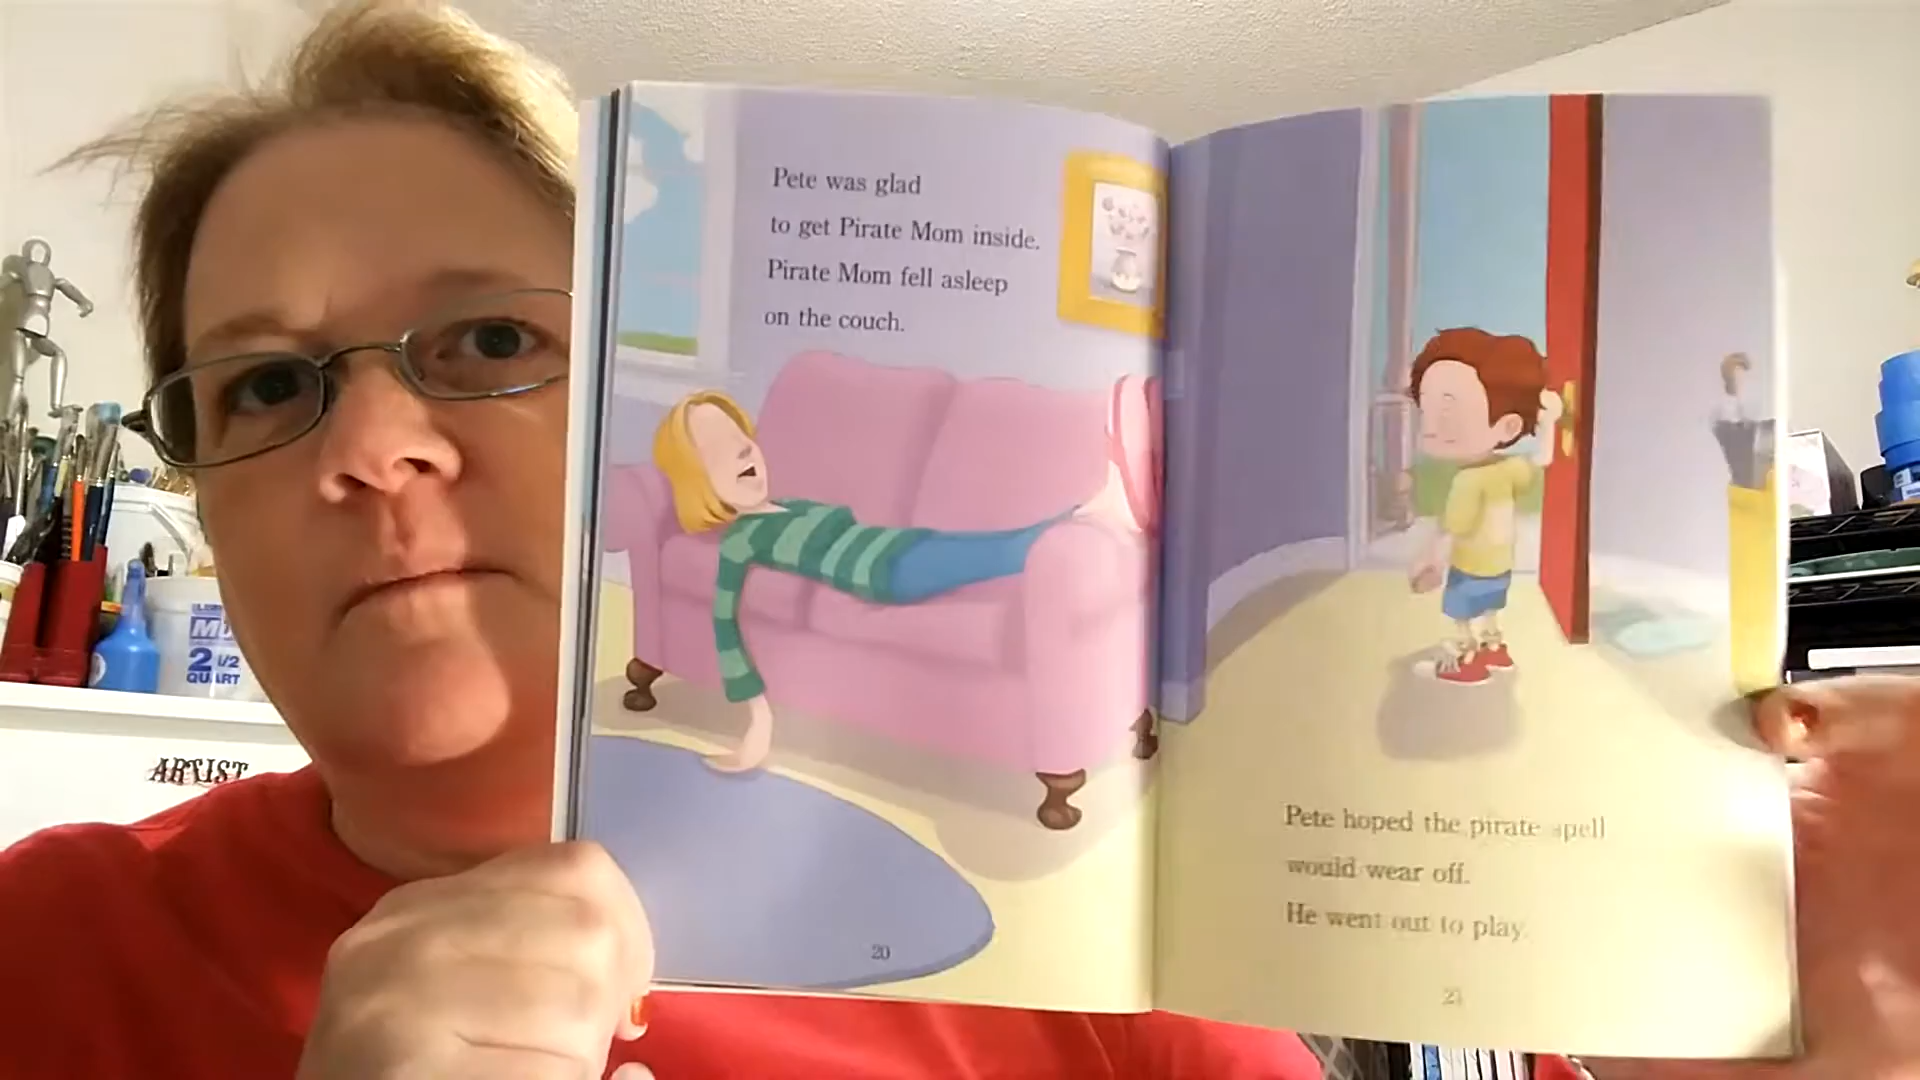 Pete was glad
to get Pirate Mom inside.
Pirate Mom fell asleep
on the couch.
20
Pete hoped the pirate spell
would wear off.
He went out to play.
21
ARTIST
2 1/2
QUART